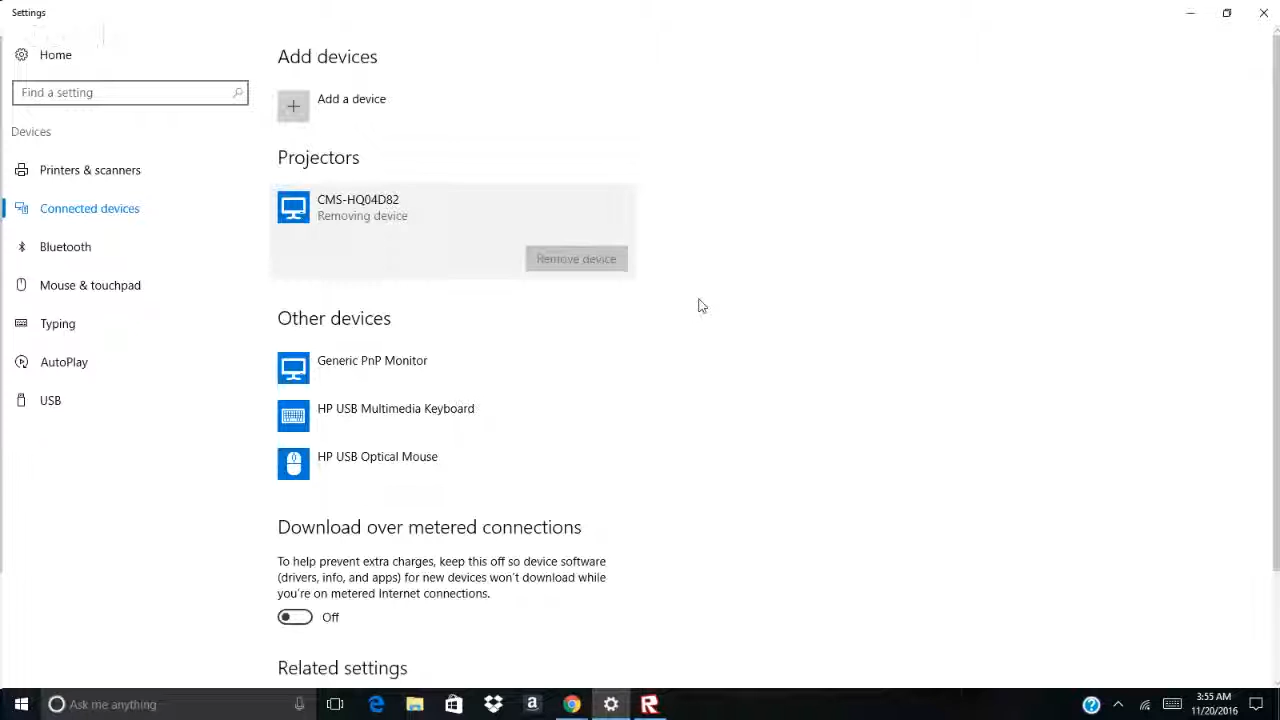 Settings
Home
Find a setting
Devices
Printers & scanners
Connected devices
Bluetooth
Mouse & touchpad
Typing
AutoPlay
USB
Add devices
Add a device
Projectors
CMS-HQ04D82
Removing device
Remove device
Other devices
Generic PnP Monitor
HP USB Multimedia Keyboard
HP USB Optical Mouse
Download over metered connections
To help prevent extra charges, keep this off so device software
(drivers, info, and apps) for new devices won't download while
you're on metered Internet connections.
Off
Related settings
Ask me anything
3:55 AM
11/20/2016